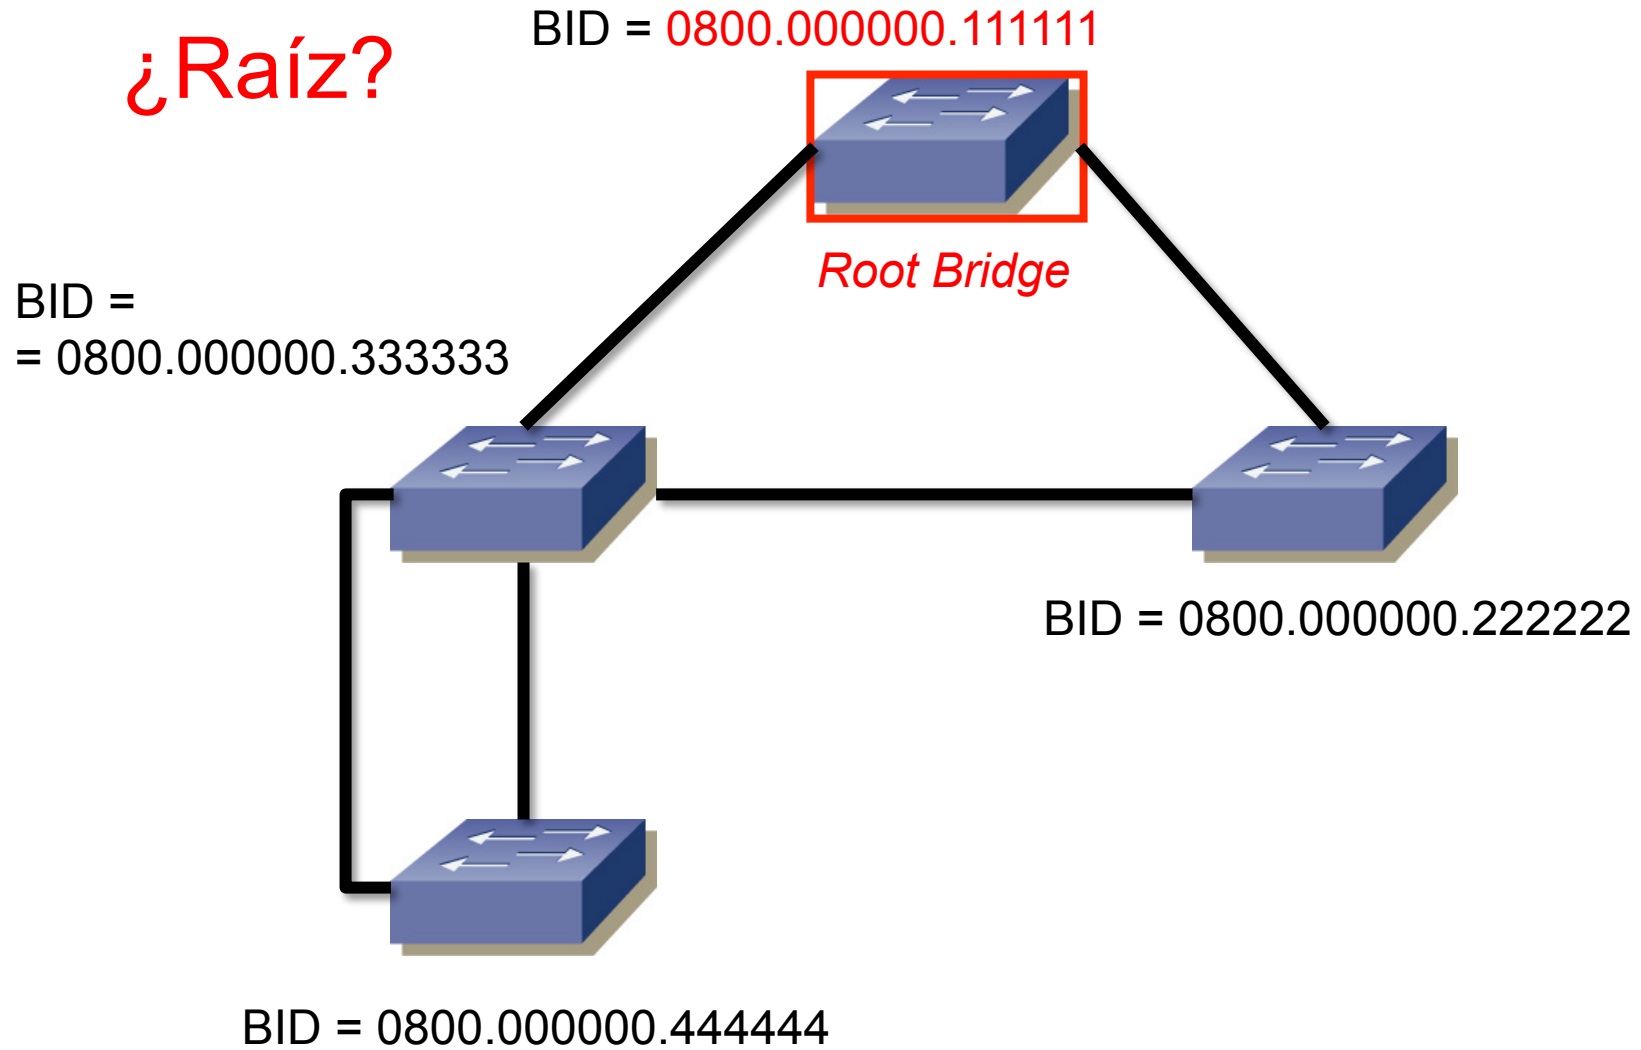 BID = 0800.000000.111111
¿Raíz?
Root Bridge
BID =
= 0800.000000.333333
BID = 0800.000000.222222
BID = 0800.000000.444444